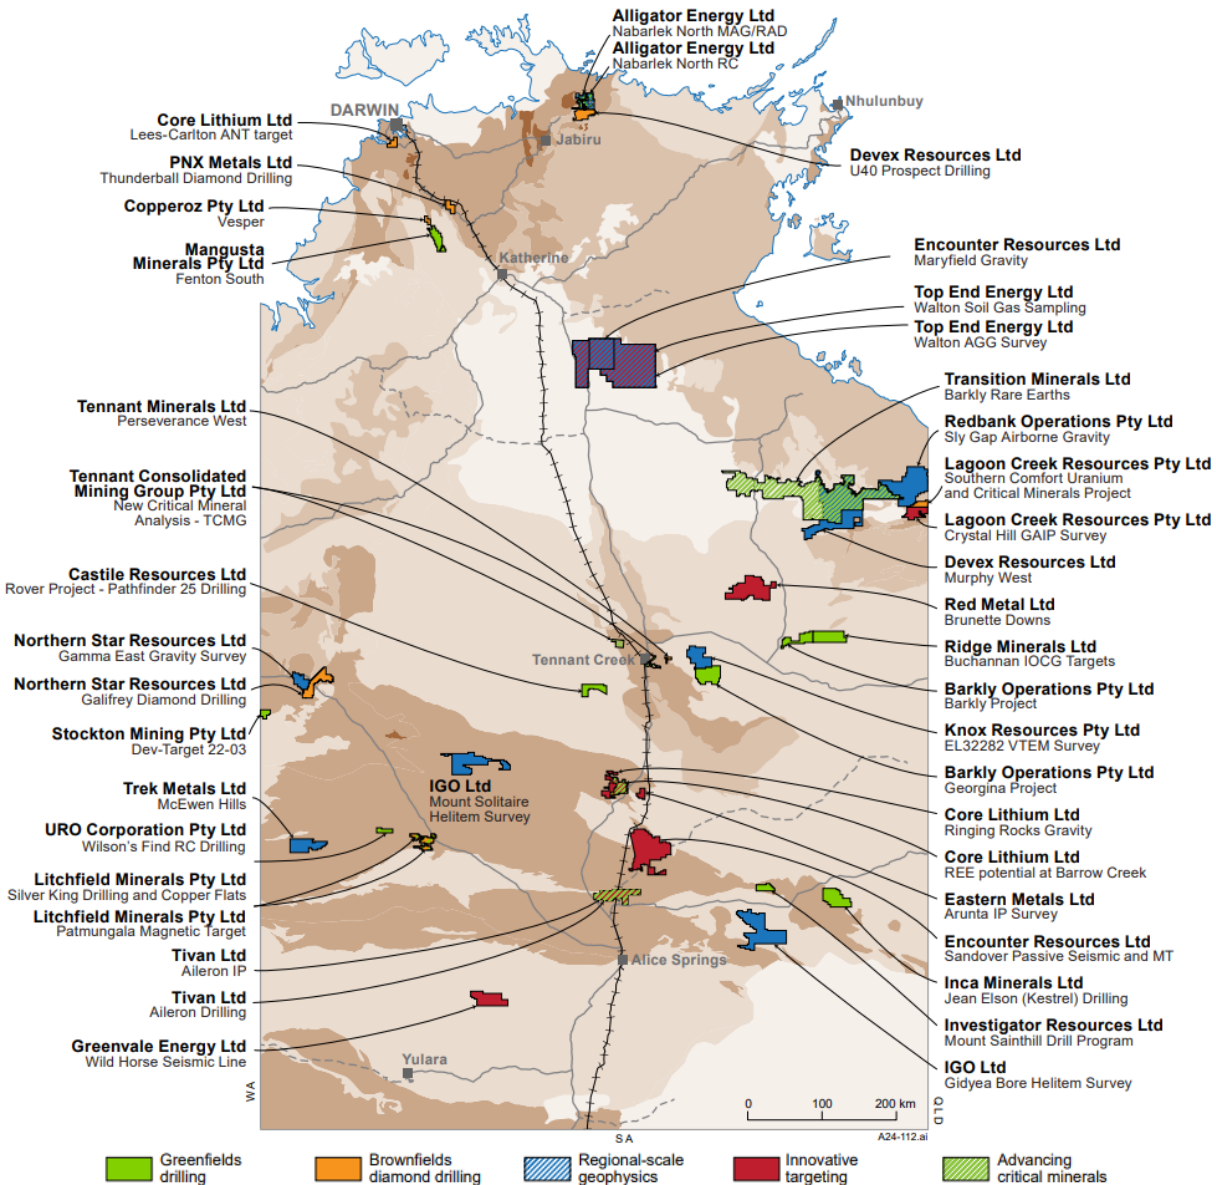 Alligator Energy Ltd
Nabarlek North MAG/RAD
Alligator Energy Ltd
Nabarlek North RC
DARWIN
Nhulunbuy
Jabiru
Katherine
Tennant Creek
Alice Springs
Yulara
Core Lithium Ltd
Lees-Carlton ANT target
PNX Metals Ltd
Thunderball Diamond Drilling
Copperoz Pty Ltd
Vesper
Mangusta
Minerals Pty Ltd
Fenton South
Tennant Minerals Ltd
Perseverance West
Tennant Consolidated
Mining Group Pty Ltd
New Critical Mineral
Analysis - TCMG
Castile Resources Ltd
Rover Project - Pathfinder 25 Drilling
Northern Star Resources Ltd
Gamma East Gravity Survey
Northern Star Resources Ltd
Galifrey Diamond Drilling
Stockton Mining Pty Ltd
Dev-Target 22-03
Trek Metals Ltd
McEwen Hills
URO Corporation Pty Ltd
Wilson's Find RC Drilling
Litchfield Minerals Pty Ltd
Silver King Drilling and Copper Flats
Litchfield Minerals Pty Ltd
Patmungala Magnetic Target
Tivan Ltd
Aileron IP
Tivan Ltd
Aileron Drilling
Greenvale Energy Ltd
Wild Horse Seismic Line
IGO Ltd
Mount Solitaire
Helitem Survey
Devex Resources Ltd
U40 Prospect Drilling
Encounter Resources Ltd
Maryfield Gravity
Top End Energy Ltd
Walton Soil Gas Sampling
Top End Energy Ltd
Walton AGG Survey
Transition Minerals Ltd
Barkly Rare Earths
Redbank Operations Pty Ltd
Sly Gap Airborne Gravity
Lagoon Creek Resources Pty Ltd
Southern Comfort Uranium
and Critical Minerals Project
Lagoon Creek Resources Pty Ltd
Crystal Hill GAIP Survey
Devex Resources Ltd
Murphy West
Red Metal Ltd
Brunette Downs
Ridge Minerals Ltd
Buchannan IOCG Targets
Barkly Operations Pty Ltd
Barkly Project
Knox Resources Pty Ltd
EL32282 VTEM Survey
Barkly Operations Pty Ltd
Georgina Project
Core Lithium Ltd
Ringing Rocks Gravity
Core Lithium Ltd
REE potential at Barrow Creek
Eastern Metals Ltd
Arunta IP Survey
Encounter Resources Ltd
Sandover Passive Seismic and MT
Inca Minerals Ltd
Jean Elson (Kestrel) Drilling
Investigator Resources Ltd
Mount Sainthill Drill Program
IGO Ltd
Gidyea Bore Helitem Survey
WA
QLD
SA
0 100 200 km
A24-112.ai
Greenfields
drilling
Brownfields
diamond drilling
Regional-scale
geophysics
Innovative
targeting
Advancing
critical minerals